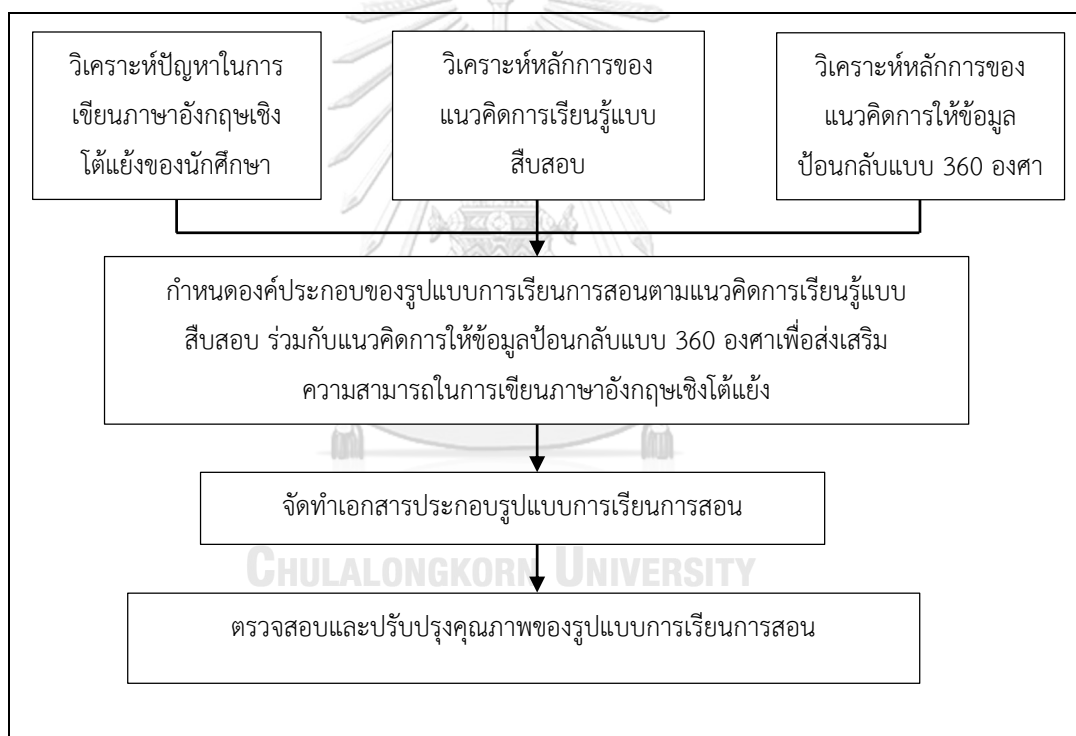 วิเคราะห์ปัญหาในการ
เขียนภาษาอังกฤษเชิง
โต้แย้งของนักศึกษา
วิเคราะห์หลักการของ
แนวคิดการเรียนรู้แบบ
สืบสอบ
วิเคราะห์หลักการของ
แนวคิดการให้ข้อมูล
ป้อนกลับแบบ 360 องศา
กำหนดองค์ประกอบของรูปแบบการเรียนการสอนตามแนวคิดการเรียนรู้แบบ
สืบสอบ ร่วมกับแนวคิดการให้ข้อมูลป้อนกลับแบบ 360 องศาเพื่อส่งเสริม
ความสามารถในการเขียนภาษาอังกฤษเชิงโต้แย้ง
จัดทำเอกสารประกอบรูปแบบการเรียนการสอน
CHULALONGKORN UNIVERSITY
ตรวจสอบและปรับปรุงคุณภาพของรูปแบบการเรียนการสอน